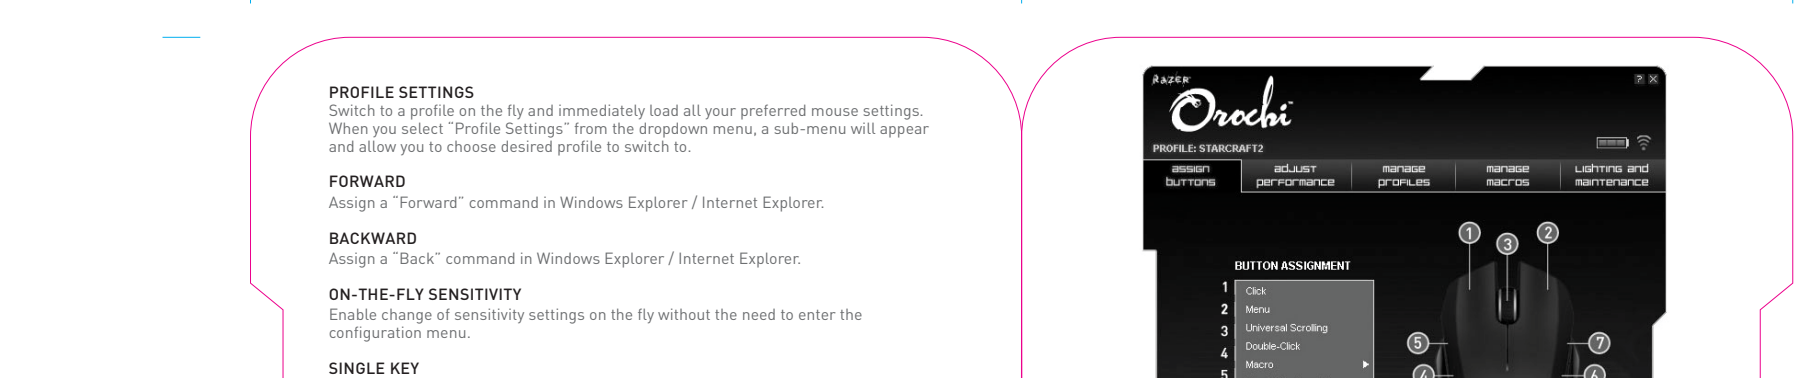 PROFILE SETTINGS
Switch to a profile on the fly and immediately load all your preferred mouse settings.
When you select “Profile Settings” from the dropdown menu, a sub-menu will appear
and allow you to choose desired profile to switch to.
FORWARD
Assign a “Forward” command in Windows Explorer / Internet Explorer.
BACKWARD
Assign a “Back” command in Windows Explorer / Internet Explorer.
ON-THE-FLY SENSITIVITY
Enable change of sensitivity settings on the fly without the need to enter the
configuration menu.
SINGLE KEY
RAZER
? X
Orochi™
PROFILE: STARCRAFT2
assign buttons
adjust performance
manage profiles
manage macros
Lighting and maintenance
1
2
3
BUTTON ASSIGNMENT
1 Click
2 Menu
3 Universal Scrolling
4 Double-Click
5 Macro
5
7
4
6